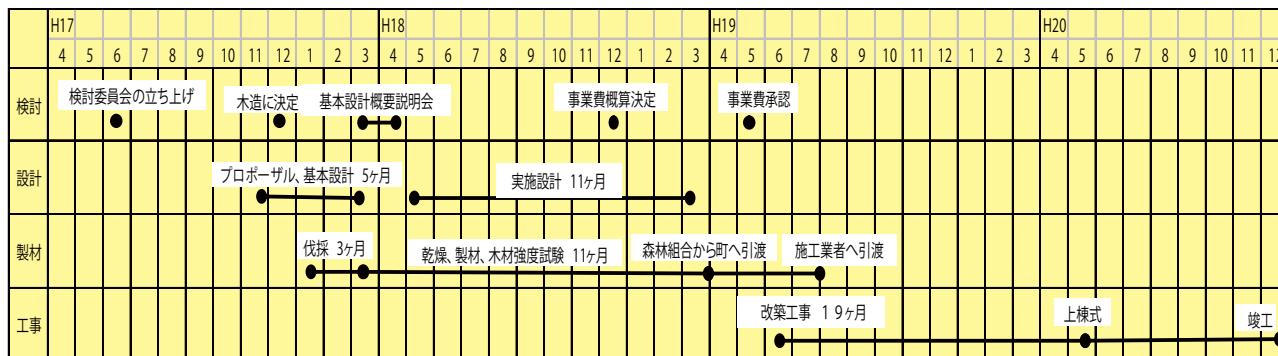 H17 H18 H19 H20
4 5 6 7 8 9 10 11 12 1 2 3 4 5 6 7 8 9 10 11 12 1 2 3 4 5 6 7 8 9 10 11 12 1 2 3 4 5 6 7 8 9 10 11 12
検討 検討委員会の立ち上げ 木造に決定 基本設計概要説明会 事業費概算決定 事業費承認
設計 プロポーザル、基本設計 5ヶ月 実施設計 11ヶ月
製材 伐採 3ヶ月 乾燥、製材、木材強度試験 11ヶ月 森林組合から町へ引渡 施工業者へ引渡
工事 改築工事 19ヶ月 上棟式 竣工